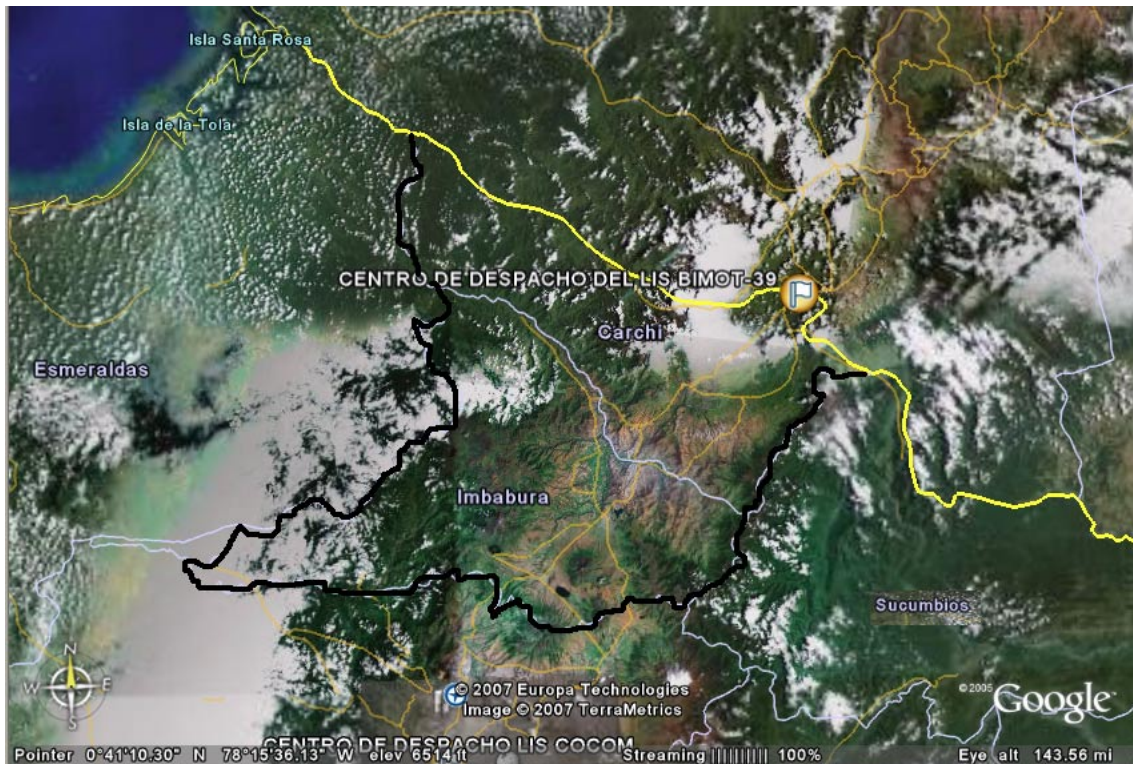 Isla Santa Rosa
Isla de la Tola
CENTRO DE DESPACHO DEL LIS BIMOT-39
Carchi
Esmeraldas
Imbabura
Sucumbios
N
W E
S
© 2007 Europa Technologies
Image © 2007 TerraMetrics
© 2005 Google™
CENTRO DE DESPACHO LIS COCOM
Pointer 0°41'10.30" N 78°15'36.13" W elev 6514 ft Streaming |||||||||| 100% Eye alt 143.56 mi